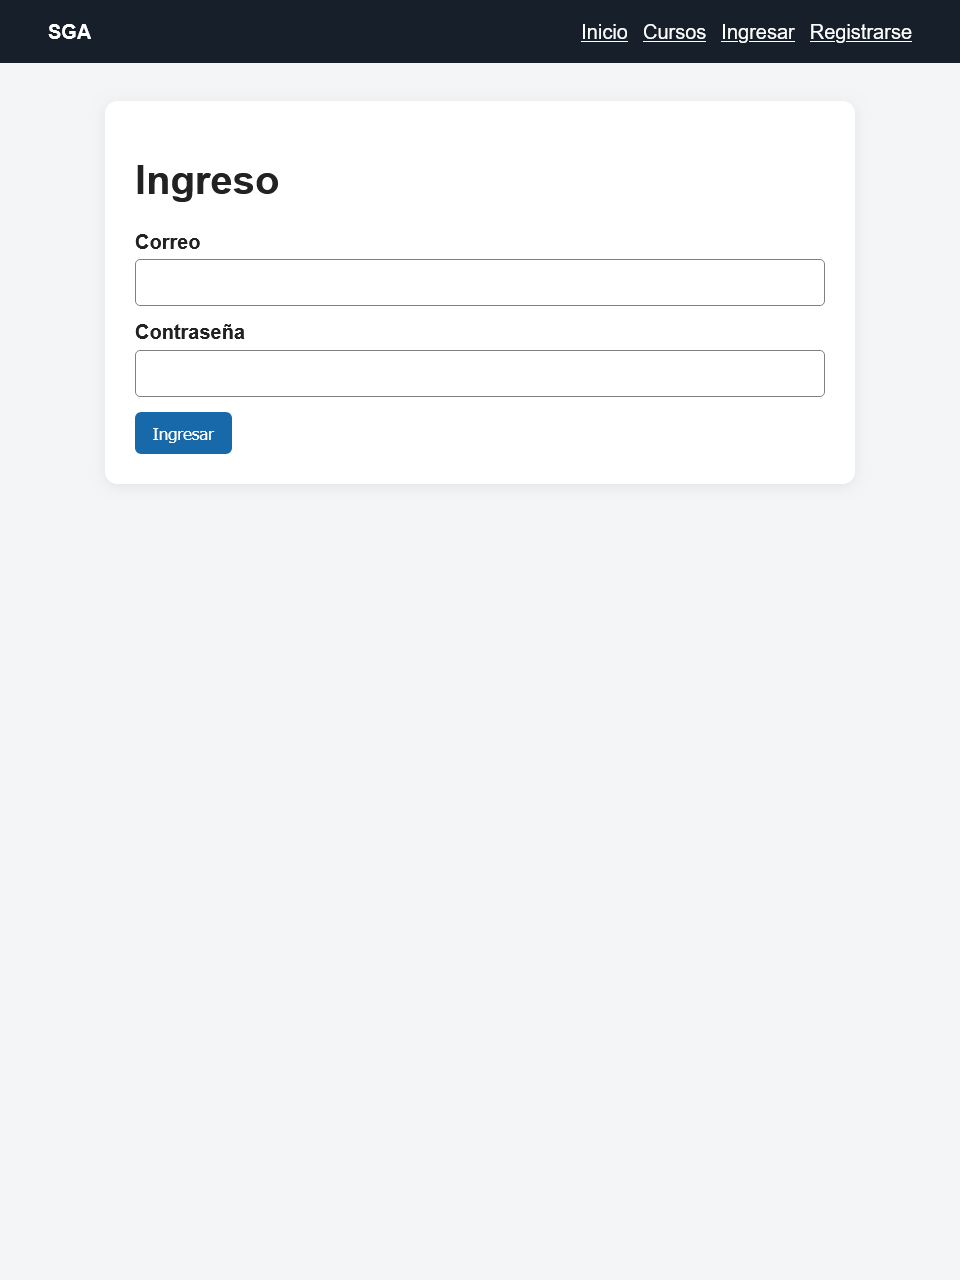 SGA Inicio Cursos Ingresar Registrarse
Ingreso
Correo
Contraseña
Ingresar